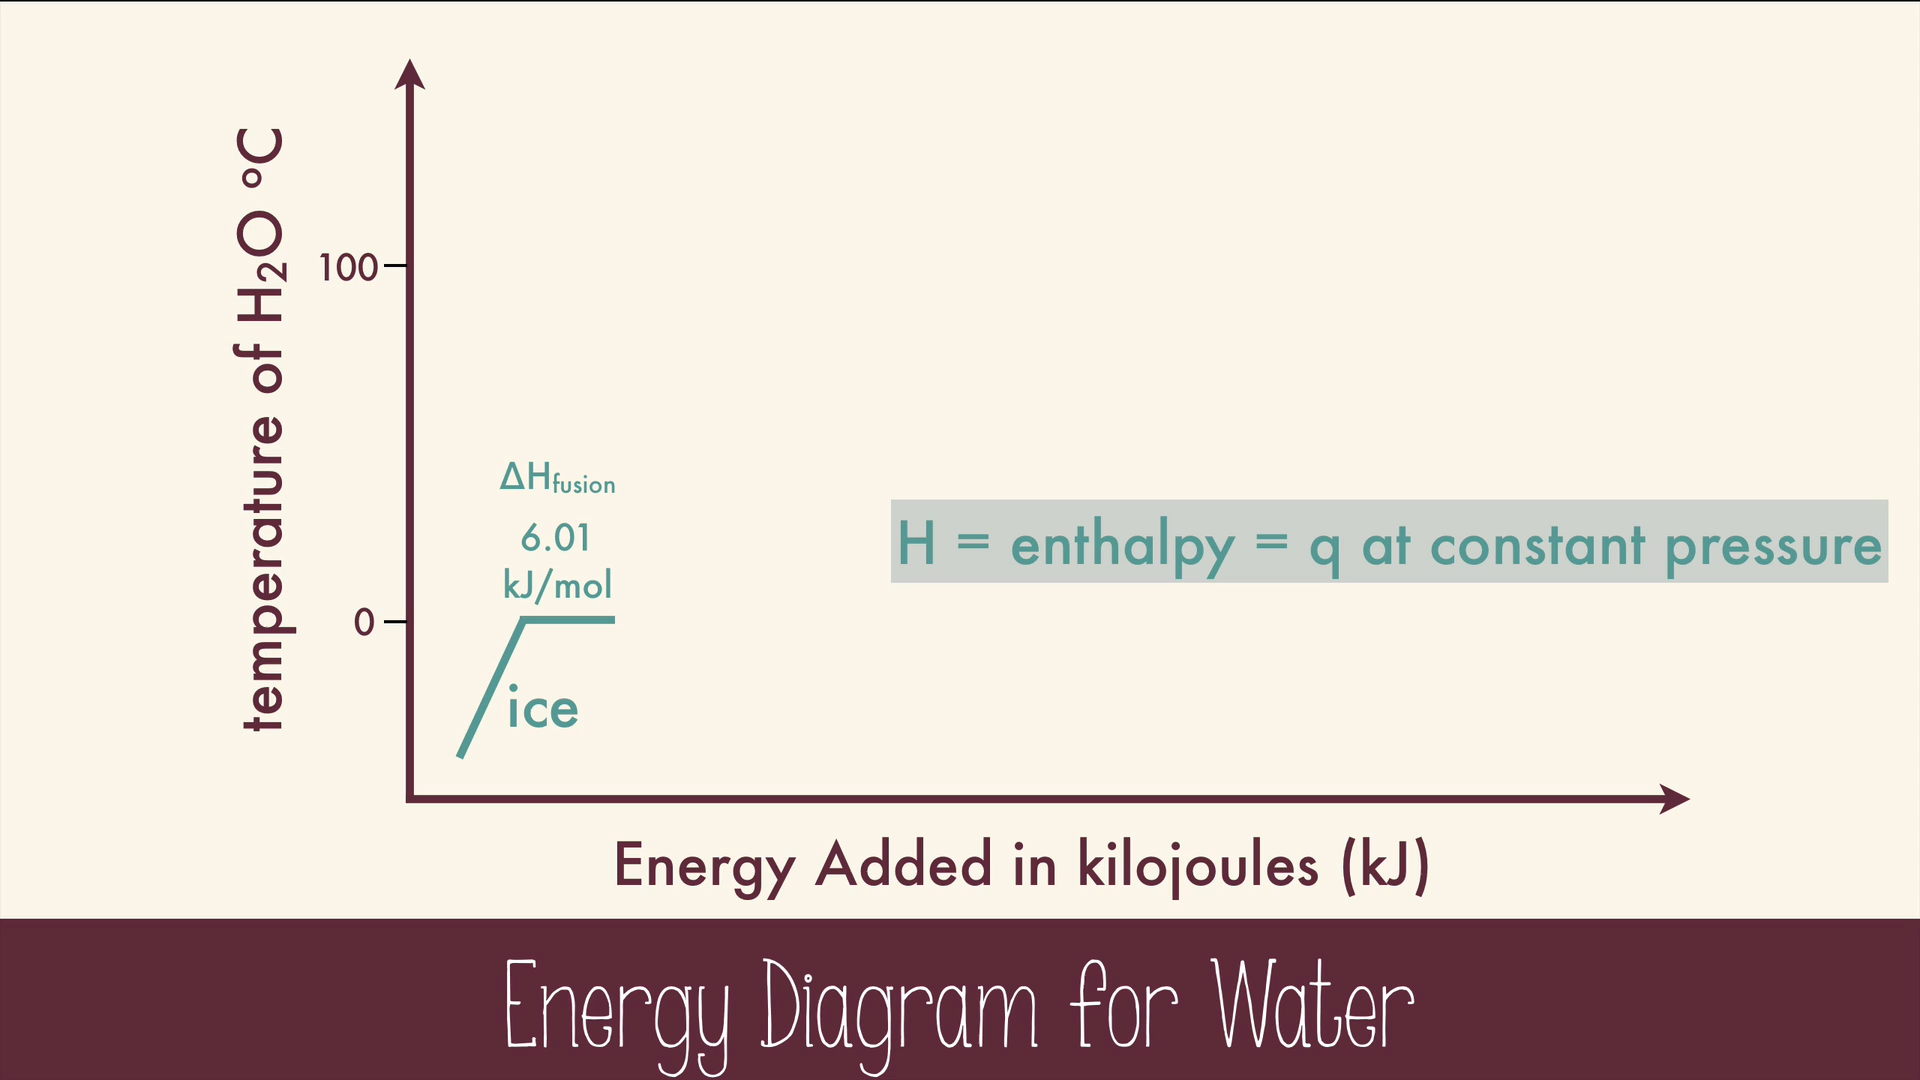 temperature of H₂O °C
100
0
ΔHfusion
6.01
kJ/mol
ice
H = enthalpy = q at constant pressure
Energy Added in kilojoules (kJ)
Energy Diagram for Water